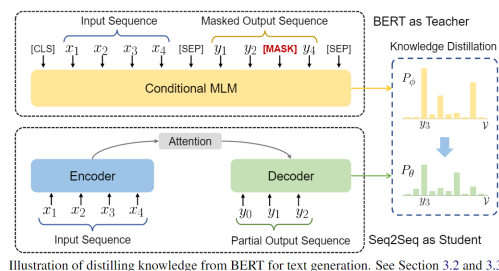 Input Sequence Masked Output Sequence BERT as Teacher
[CLS] x1 x2 x3 x4 [SEP] y1 y2 [MASK] y4 [SEP]
Knowledge Distillation
Conditional MLM
Pϕ
y3 V
Attention
Encoder Decoder
Pθ
y3 V
x1 x2 x3 x4 y0 y1 y2
Input Sequence Partial Output Sequence
Seq2Seq as Student
Illustration of distilling knowledge from BERT for text generation. See Section 3.2 and 3.